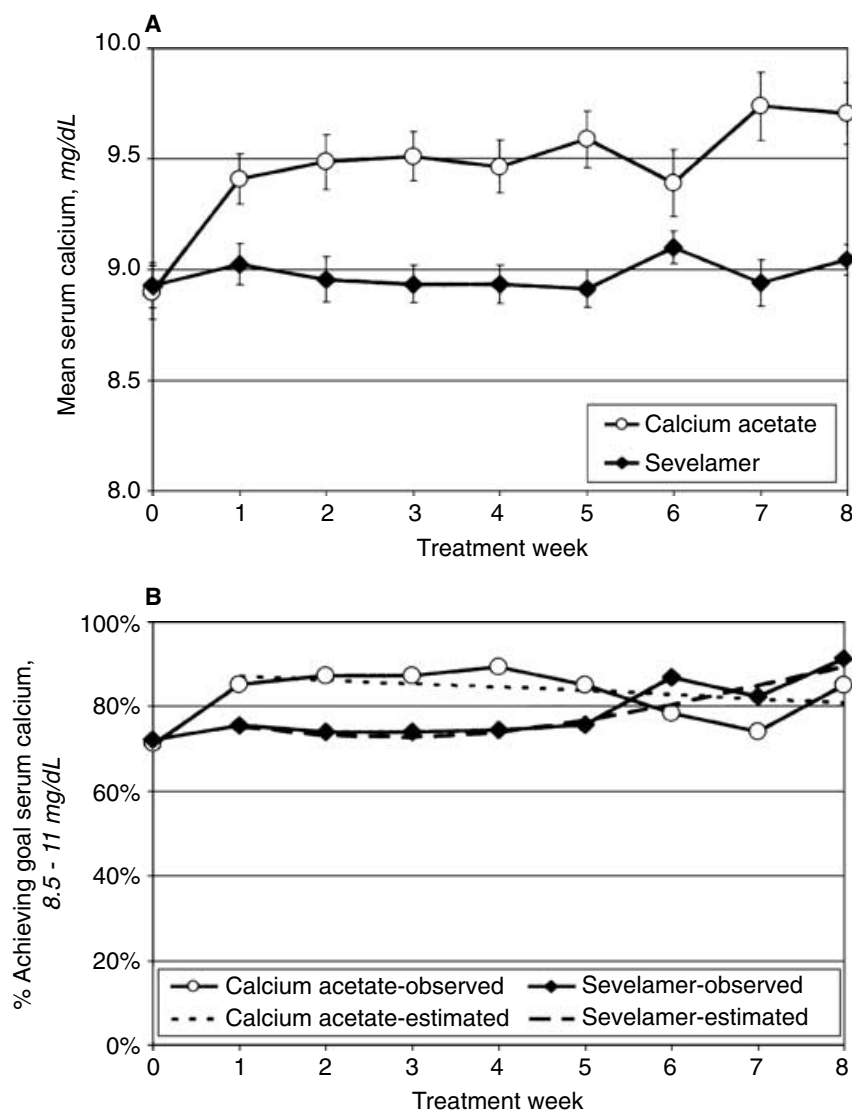 A
Mean serum calcium, mg/dL
10.0
9.5
9.0
8.5
8.0
Calcium acetate
Sevelamer
0 1 2 3 4 5 6 7 8
Treatment week
B
% Achieving goal serum calcium,
8.5 - 11 mg/dL
100%
80%
60%
40%
20%
0%
Calcium acetate-observed Sevelamer-observed
Calcium acetate-estimated Sevelamer-estimated
0 1 2 3 4 5 6 7 8
Treatment week